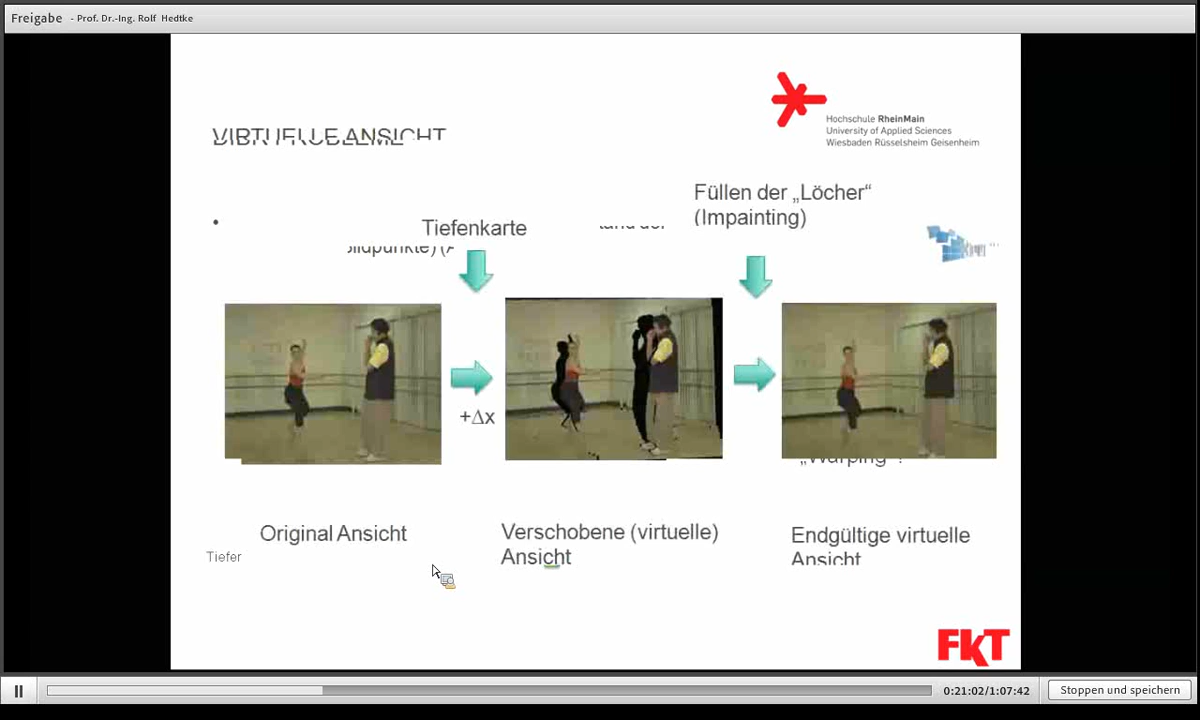 Freigabe - Prof. Dr.-Ing. Rolf Hedtke
Hochschule RheinMain
University of Applied Sciences
Wiesbaden Rüsselsheim Geisenheim
ANSICHT
Füllen der „Löcher“
(Impainting)
Tiefenkarte
+Δx
„Warping“
Original Ansicht
Verschobene (virtuelle)
Ansicht
Endgültige virtuelle
Ansicht
Tiefer
FKT
0:21:02/1:07:42
Stoppen und speichern